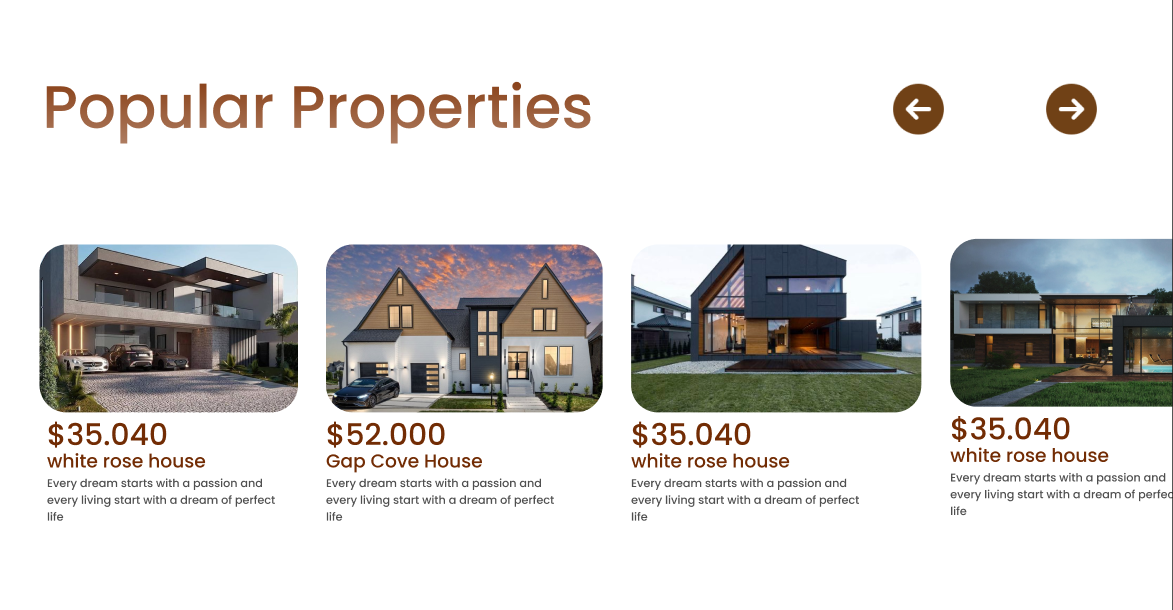 Popular Properties
$35.040
white rose house
Every dream starts with a passion and
every living start with a dream of perfect
life
$52.000
Gap Cove House
Every dream starts with a passion and
every living start with a dream of perfect
life
$35.040
white rose house
Every dream starts with a passion and
every living start with a dream of perfect
life
$35.040
white rose house
Every dream starts with a passion and
every living start with a dream of perfec
life